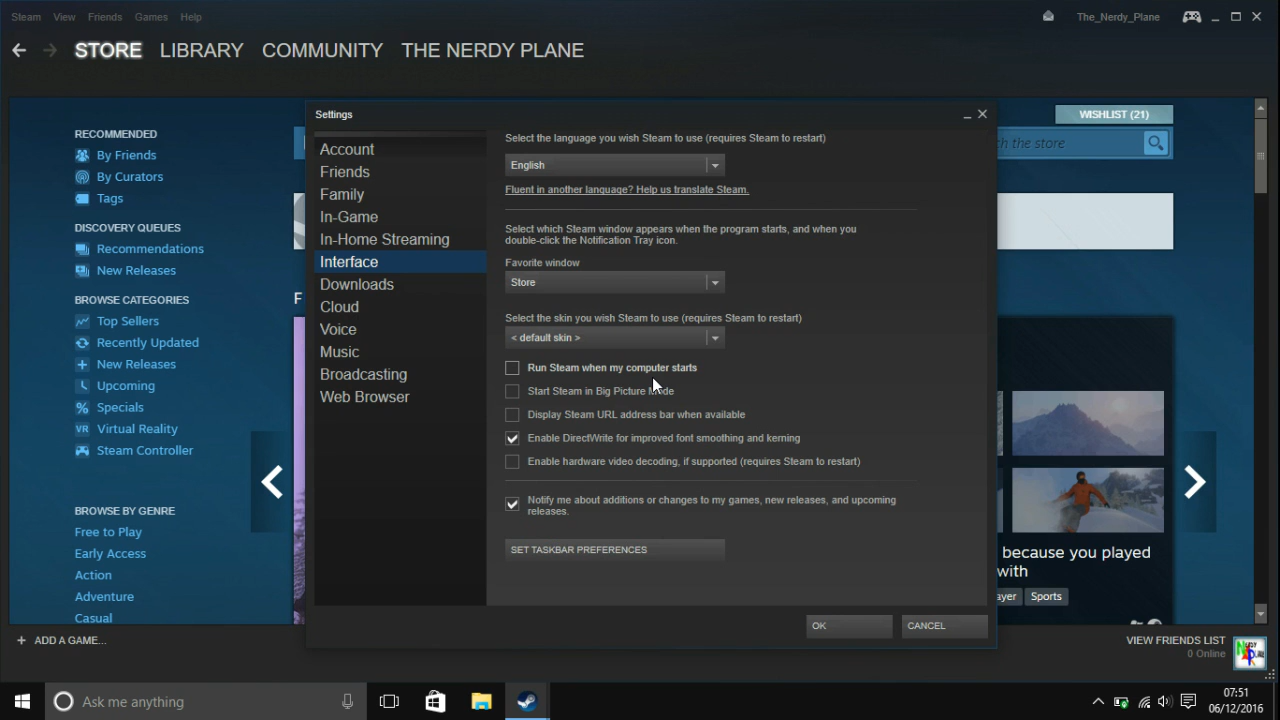 Steam View Friends Games Help
The_Nerdy_Plane
STORE LIBRARY COMMUNITY THE NERDY PLANE
WISHLIST (21)
the store
RECOMMENDED
By Friends
By Curators
Tags
DISCOVERY QUEUES
Recommendations
New Releases
BROWSE CATEGORIES
Top Sellers
Recently Updated
New Releases
Upcoming
Specials
VR Virtual Reality
Steam Controller
BROWSE BY GENRE
Free to Play
Early Access
Action
Adventure
Casual
F
Settings
Account
Friends
Family
In-Game
In-Home Streaming
Interface
Downloads
Cloud
Voice
Music
Broadcasting
Web Browser
Select the language you wish Steam to use (requires Steam to restart)
English
Fluent in another language? Help us translate Steam.
Select which Steam window appears when the program starts, and when you
double-click the Notification Tray icon.
Favorite window
Store
Select the skin you wish Steam to use (requires Steam to restart)
< default skin >
Run Steam when my computer starts
Start Steam in Big Picture Mode
Display Steam URL address bar when available
Enable DirectWrite for improved font smoothing and kerning
Enable hardware video decoding, if supported (requires Steam to restart)
Notify me about additions or changes to my games, new releases, and upcoming
releases.
SET TASKBAR PREFERENCES
OK CANCEL
because you played
with
ayer Sports
+ ADD A GAME...
VIEW FRIENDS LIST
0 Online
Ask me anything
07:51
06/12/2016